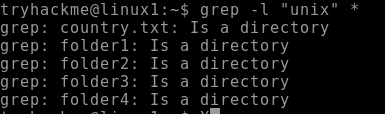 tryhackme@linux1:~$ grep -l "unix" *
grep: country.txt: Is a directory
grep: folder1: Is a directory
grep: folder2: Is a directory
grep: folder3: Is a directory
grep: folder4: Is a directory